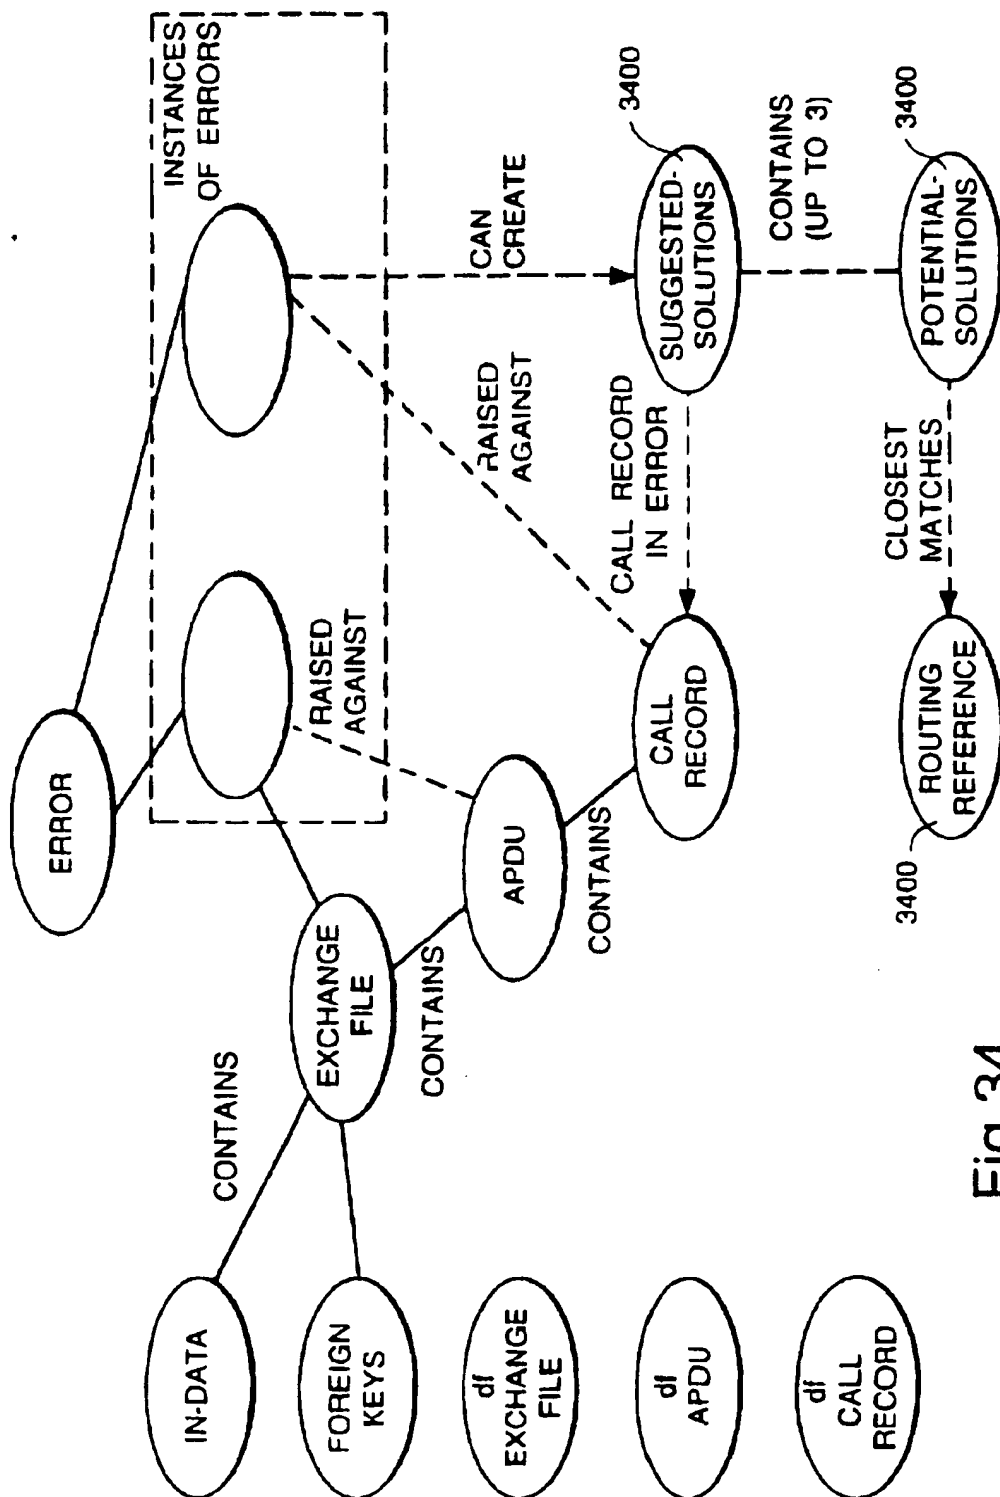 IN-DATA
FOREIGN
KEYS
df
EXCHANGE
FILE
df
APDU
df
CALL
RECORD
CONTAINS
EXCHANGE
FILE
CONTAINS
APDU
CONTAINS
ERROR
INSTANCES
OF ERRORS
RAISED
AGAINST
RAISED
AGAINST
CAN
CREATE
CALL
RECORD
CALL RECORD
IN ERROR
SUGGESTED-
SOLUTIONS
3400
CONTAINS
(UP TO 3)
ROUTING
REFERENCE
3400
CLOSEST
MATCHES
POTENTIAL-
SOLUTIONS
3400
Fig. 34